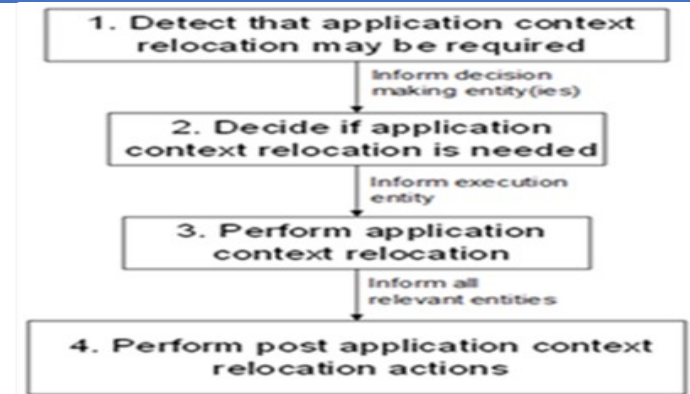 1. Detect that application context
relocation may be required
Inform decision
making entity(ies)
2. Decide if application
context relocation is needed
Inform execution
entity
3. Perform application
context relocation
Inform all
relevant entities
4. Perform post application context
relocation actions